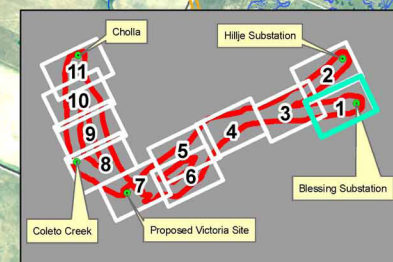 Cholla
Hillje Substation
11
2
10
1
3
9
4
5
8
6
7
Blessing Substation
Coleto Creek
Proposed Victoria Site